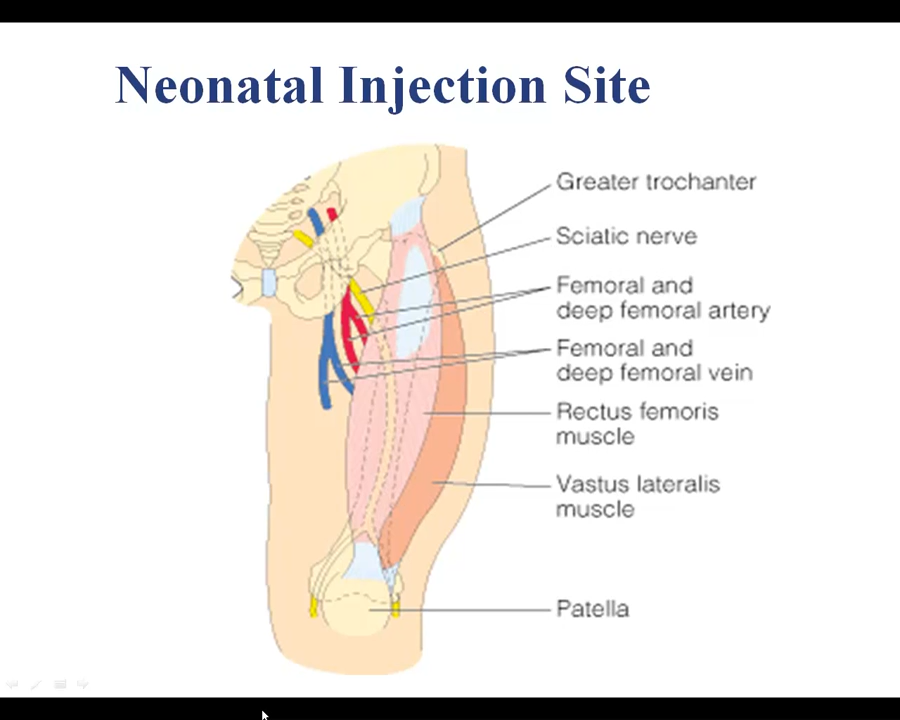 Neonatal Injection Site
Greater trochanter
Sciatic nerve
Femoral and
deep femoral artery
Femoral and
deep femoral vein
Rectus femoris
muscle
Vastus lateralis
muscle
Patella